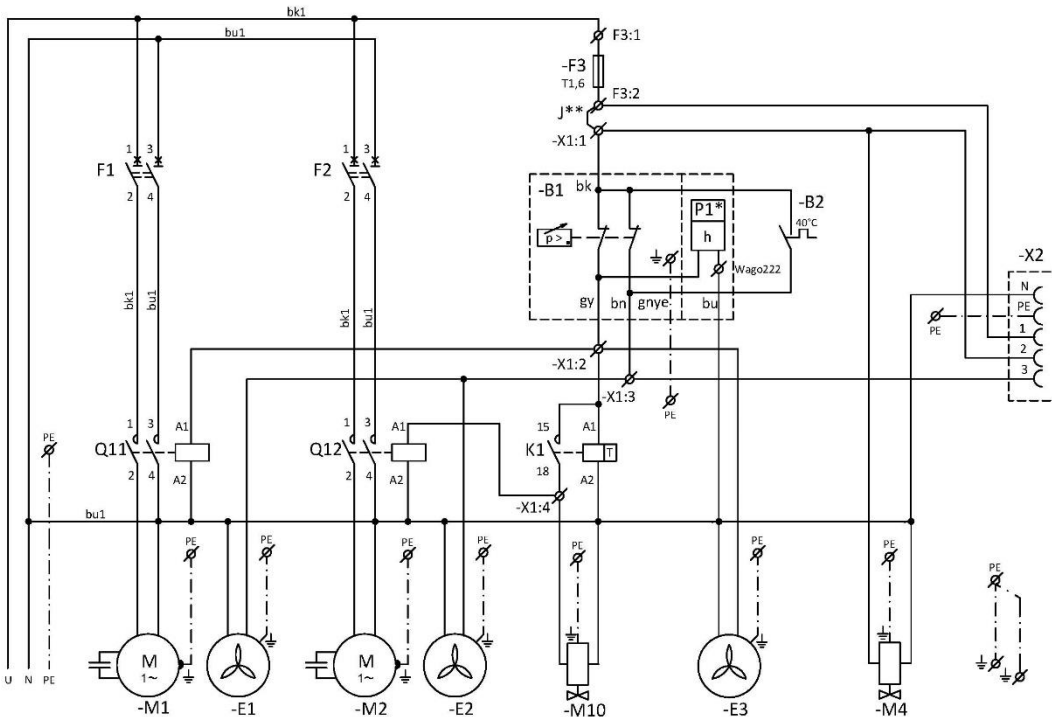 bk1
bu1
F3:1
-F3
T1,6
F3:2
J**
-X1:1
1 3
F1
2 4
1 3
F2
2 4
-B1
bk
P1*
h
-B2
40°C
p >
Wago222
-X2
N
PE
1
2
3
PE
gy bn gnye bu
bk1 bu1
bk1 bu1
-X1:2
-X1:3
PE
1 3 A1
Q11
2 4 A2
1 3 A1
Q12
2 4 A2
15 A1
K1 T
18 A2
-X1:4
PE
bu1
PE PE PE PE PE PE PE PE
M
1~
M
1~
U N PE
-M1 -E1 -M2 -E2 -M10 -E3 -M4